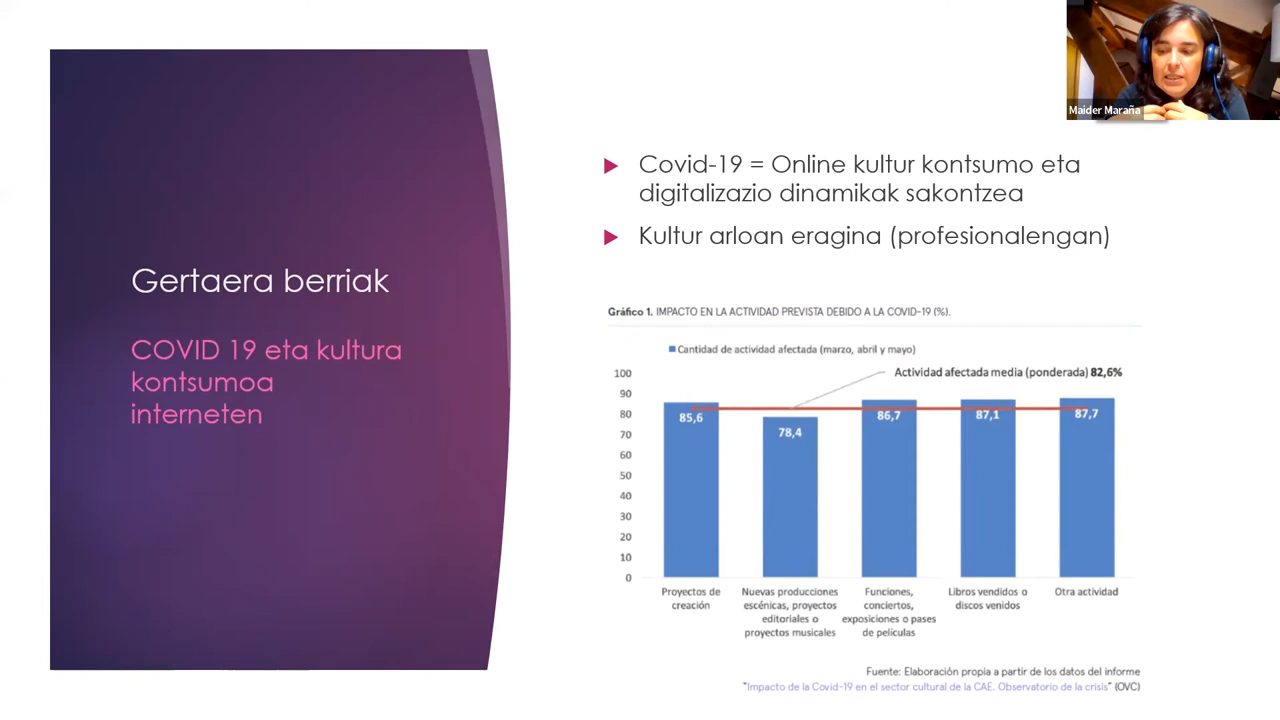 Maider Maraña
Gertaera berriak
COVID 19 eta kultura
kontsumoa
interneten
Covid-19 = Online kultur kontsumo eta
digitalizazio dinamikak sakontzea
Kultur arloan eragina (profesionalengan)
Gráfico 1. IMPACTO EN LA ACTIVIDAD PREVISTA DEBIDO A LA COVID-19 (%).
Cantidad de actividad afectada (marzo, abril y mayo)
Actividad afectada media (ponderada) 82,6%
100
90
80
70
60
50
40
30
20
10
0
85,6
78,4
86,7
87,1
87,7
Proyectos de
creación
Nuevas producciones
escénicas, proyectos
editoriales o
proyectos musicales
Funciones,
conciertos,
exposiciones o pases
de películas
Libros vendidos o
discos venidos
Otra actividad
Fuente: Elaboración propia a partir de los datos del informe
"Impacto de la Covid-19 en el sector cultural de la CAE. Observatorio de la crisis" (OVC)